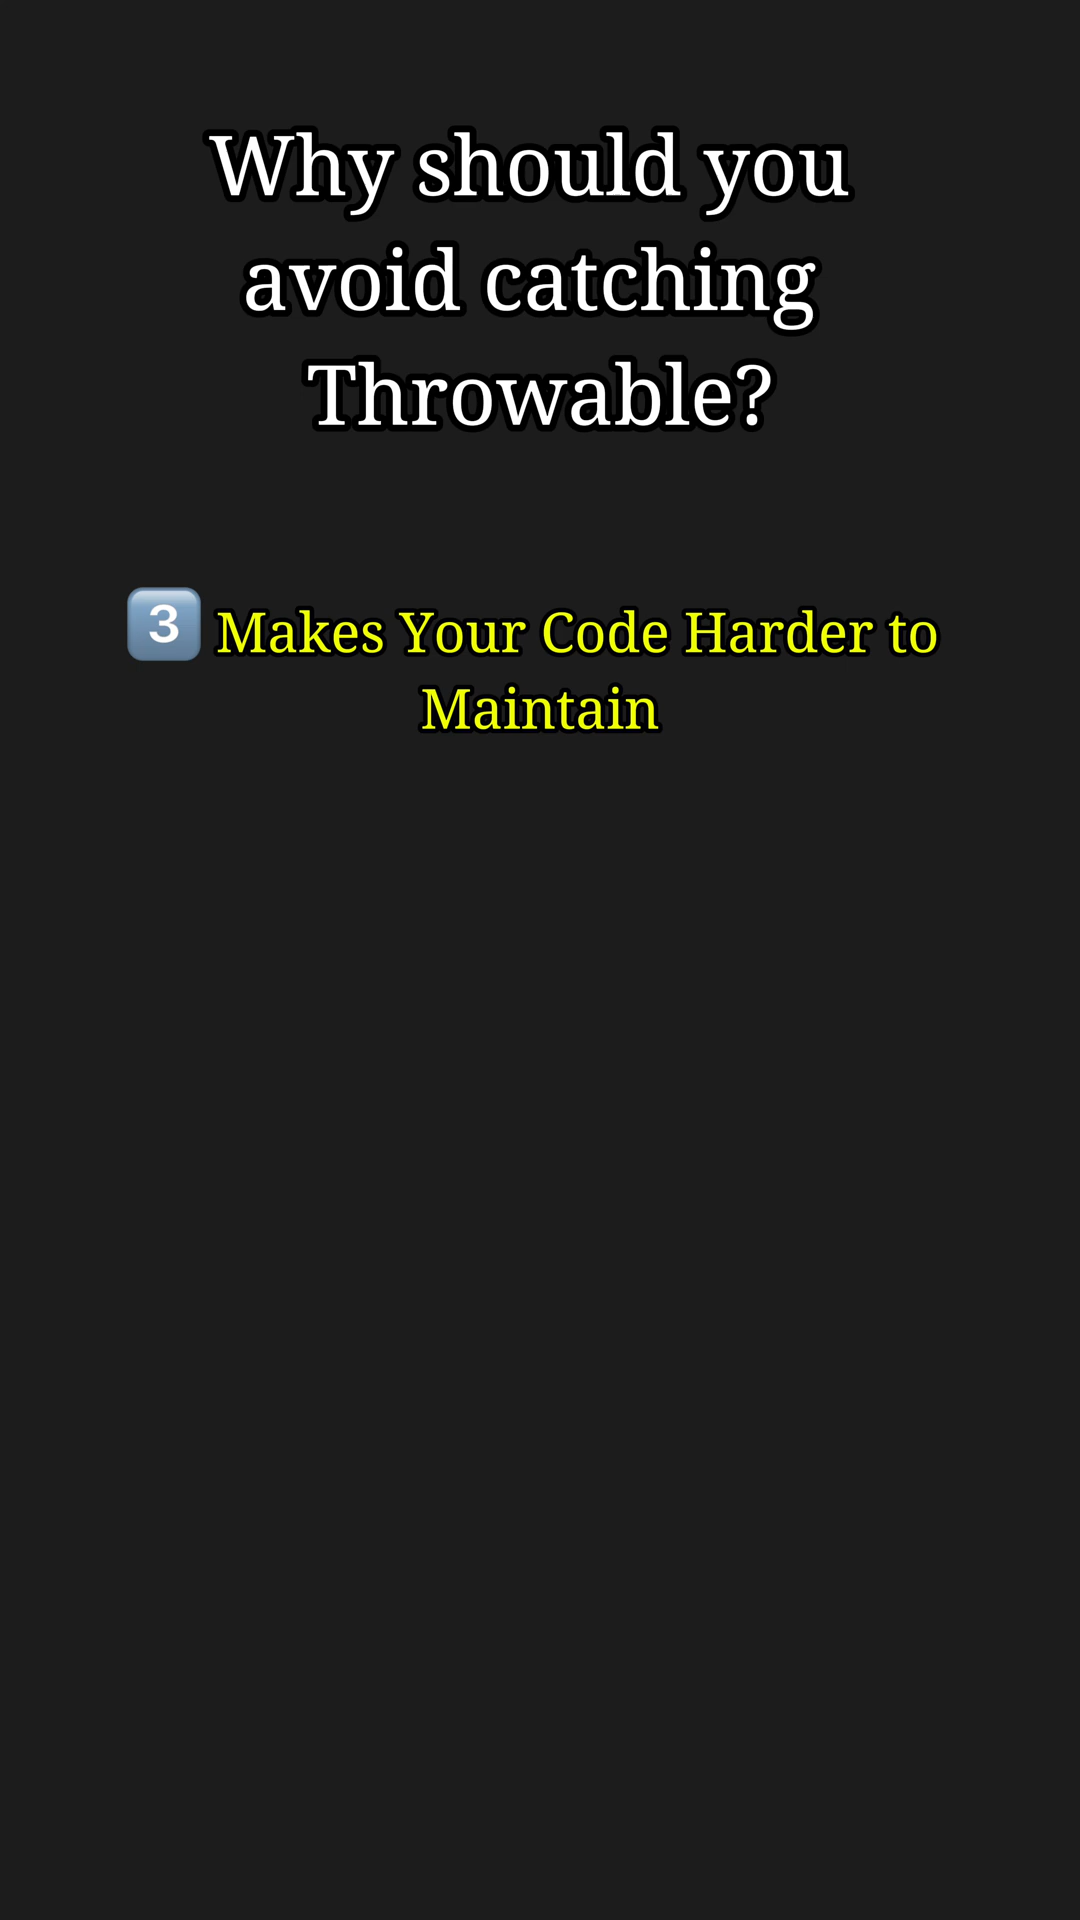 Why should you
avoid catching
Throwable?
3️⃣ Makes Your Code Harder to
Maintain